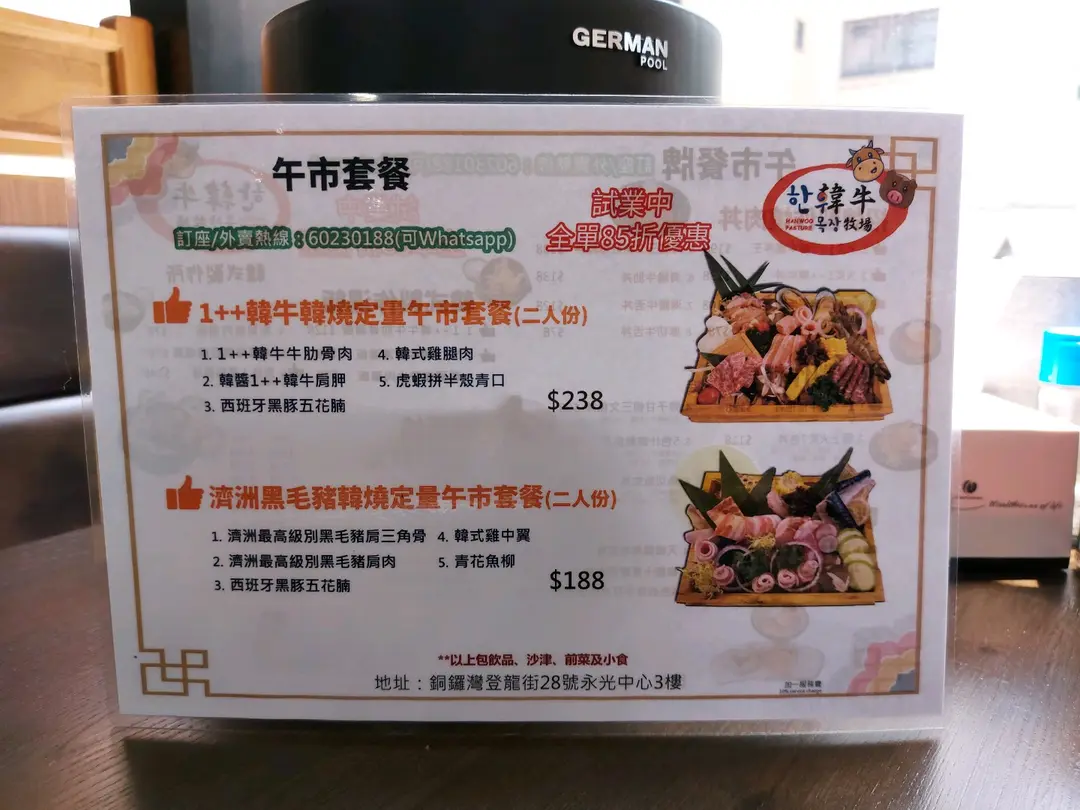 GERMAN
POOL
午市套餐
試業中
全單85折優惠
訂座/外賣熱線：60230188(可Whatsapp)
한韓牛
HANWOO
PASTURE
목장牧場
1++韓牛韓燒定量午市套餐(二人份)
1. 1++韓牛牛肋骨肉
2. 韓醬1++韓牛肩胛
3. 西班牙黑豚五花腩
4. 韓式雞腿肉
5. 虎蝦拼半殼青口
$238
濟洲黑毛豬韓燒定量午市套餐(二人份)
1. 濟洲最高級別黑毛豬肩三角骨
2. 濟洲最高級別黑毛豬肩肉
3. 西班牙黑豚五花腩
4. 韓式雞中翼
5. 青花魚柳
$188
**以上包飲品、沙津、前菜及小食
地址：銅鑼灣登龍街28號永光中心3樓
加一服務費
10% service charge